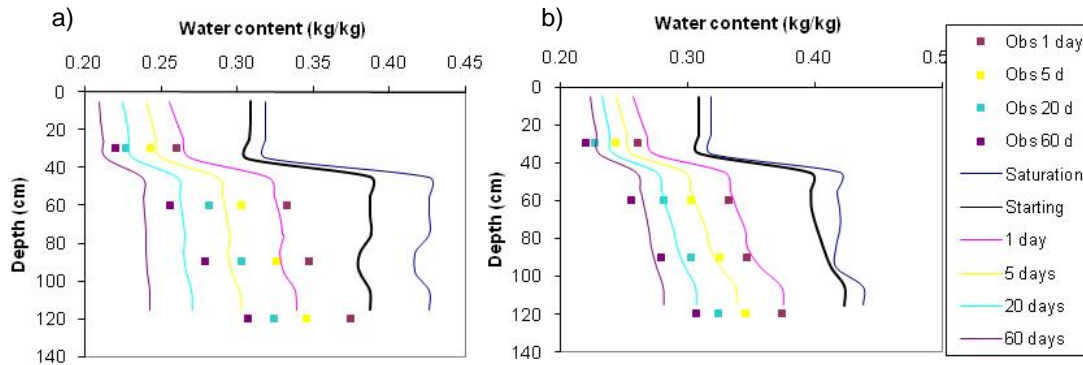 a)
Water content (kg/kg)
0.20 0.25 0.30 0.35 0.40 0.45
0
20
40
60
80
100
120
140
Depth (cm)
b)
Water content (kg/kg)
0.20 0.30 0.40 0.5
0
20
40
60
80
100
120
140
Depth (cm)
Obs 1 day
Obs 5 d
Obs 20 d
Obs 60 d
Saturation
Starting
1 day
5 days
20 days
60 days